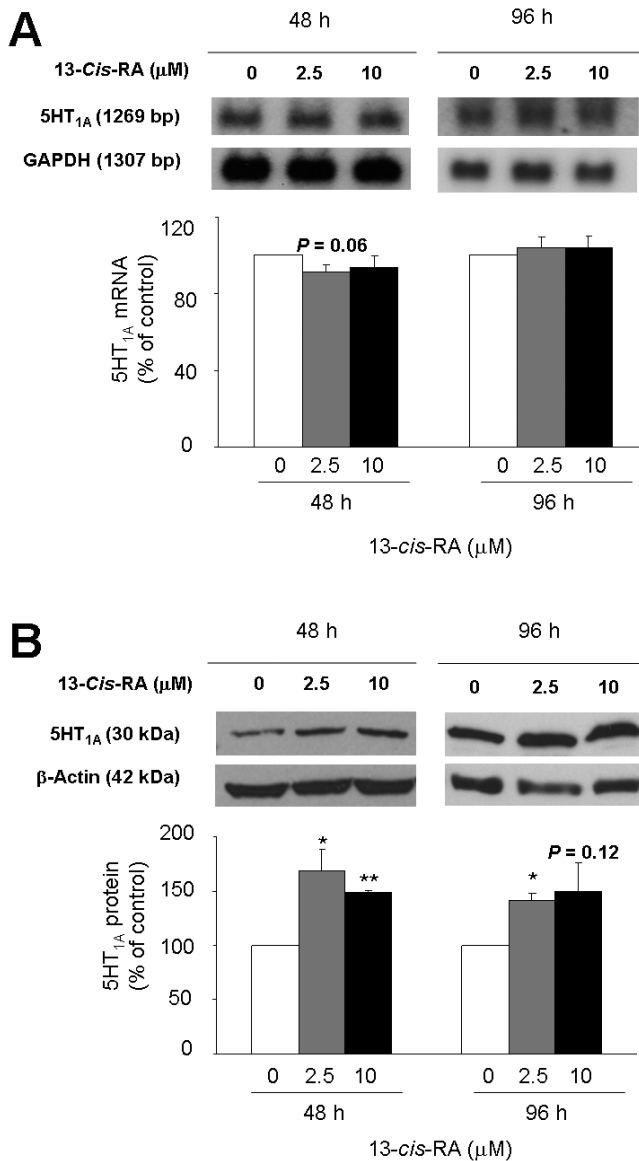 A
48 h 96 h
13-Cis-RA (μM) 0 2.5 10 0 2.5 10
5HT1A (1269 bp)
GAPDH (1307 bp)
120
80
40
0
5HT1A mRNA
(% of control)
P = 0.06
0 2.5 10 0 2.5 10
48 h 96 h
13-cis-RA (μM)
B
48 h 96 h
13-Cis-RA (μM) 0 2.5 10 0 2.5 10
5HT1A (30 kDa)
β-Actin (42 kDa)
200
150
100
50
0
5HT1A protein
(% of control)
* ** * P = 0.12
0 2.5 10 0 2.5 10
48 h 96 h
13-cis-RA (μM)